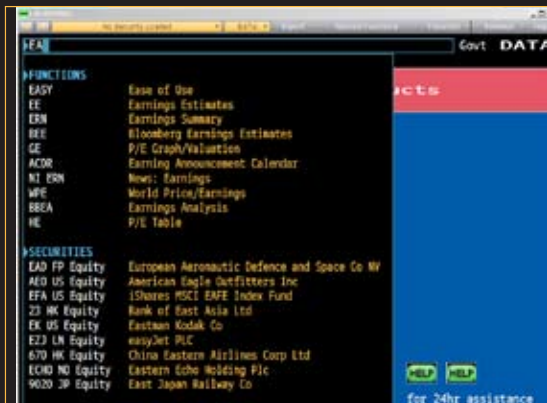 No Security Loaded
EA
Govt DATA
ucts
FUNCTIONS
EASY Ease of Use
EE Earnings Estimates
ERN Earnings Summary
BEE Bloomberg Earnings Estimates
GE P/E Graph/Valuation
ACDR Earning Announcement Calendar
NI ERN News: Earnings
WPE World Price/Earnings
BBEA Earnings Analysis
HE P/E Table
SECURITIES
EAD FP Equity European Aeronautic Defence and Space Co NV
AEO US Equity American Eagle Outfitters Inc
EFA US Equity iShares MSCI EAFE Index Fund
23 HK Equity Bank of East Asia Ltd
EK US Equity Eastman Kodak Co
EZJ LN Equity easyJet PLC
670 HK Equity China Eastern Airlines Corp Ltd
ECHO NO Equity Eastern Echo Holding Plc
9020 JP Equity East Japan Railway Co
HELP HELP
for 24hr assistance